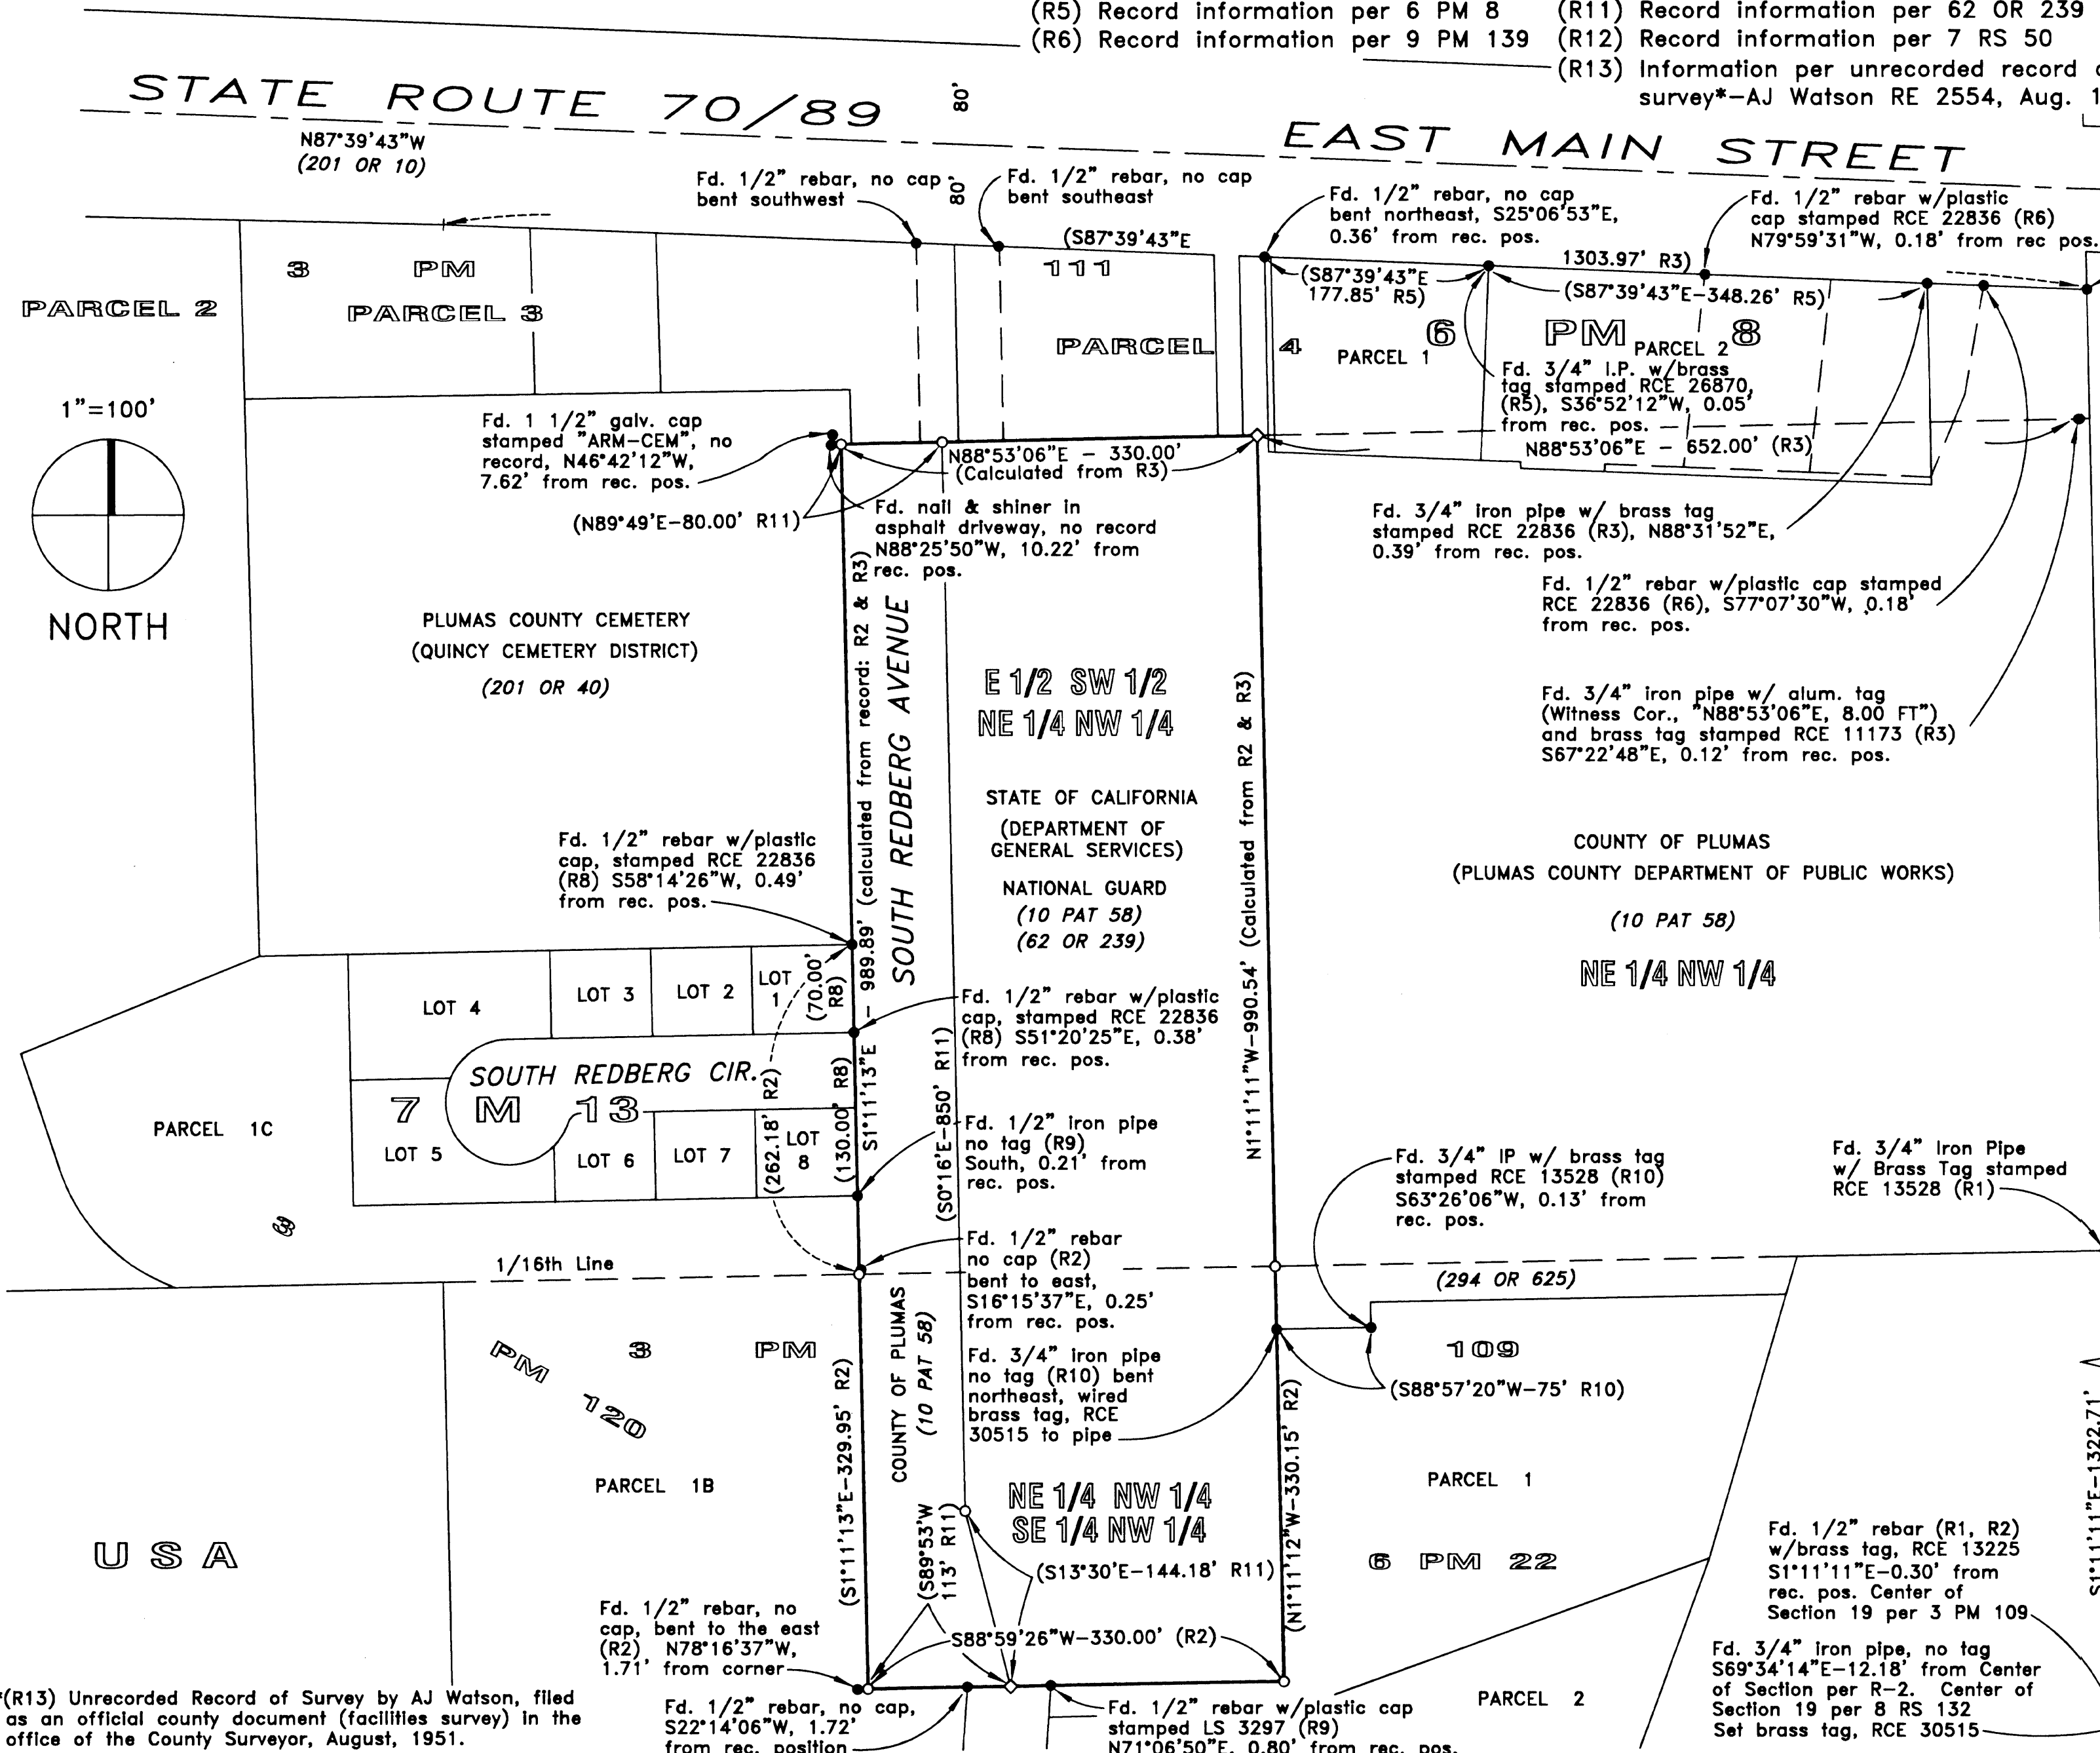 (R5) Record information per 6 PM 8
(R6) Record information per 9 PM 139
(R11) Record information per 62 OR 239
(R12) Record information per 7 RS 50
(R13) Information per unrecorded record
survey*-AJ Watson RE 2554, Aug. 1
STATE ROUTE 70/89
80'
80'
EAST MAIN STREET
N87°39'43"W
(201 OR 10)
Fd. 1/2" rebar, no cap
bent southwest
Fd. 1/2" rebar, no cap
bent southeast
Fd. 1/2" rebar, no cap
bent northeast, S25°06'53"E,
0.36' from rec. pos.
Fd. 1/2" rebar w/plastic
cap stamped RCE 22836 (R6)
N79°59'31"W, 0.18' from rec pos.
(S87°39'43"E
1303.97' R3)
(S87°39'43"E
177.85' R5)
(S87°39'43"E-348.26' R5)
3 PM
111
PARCEL 2
PARCEL 3
PARCEL 4
6 PM 8
PARCEL 1
PARCEL 2
Fd. 3/4" I.P. w/brass
tag stamped RCE 26870,
(R5), S36°52'12"W, 0.05'
from rec. pos.
N88°53'06"E - 652.00' (R3)
1"=100'
NORTH
Fd. 1 1/2" galv. cap
stamped "ARM-CEM", no
record, N46°42'12"W,
7.62' from rec. pos.
N88°53'06"E - 330.00'
(Calculated from R3)
(N89°49'E-80.00' R11)
Fd. nail & shiner in
asphalt driveway, no record
N88°25'50"W, 10.22' from
rec. pos.
Fd. 3/4" iron pipe w/ brass tag
stamped RCE 22836 (R3), N88°31'52"E,
0.39' from rec. pos.
Fd. 1/2" rebar w/plastic cap stamped
RCE 22836 (R6), S77°07'30"W, 0.18'
from rec. pos.
PLUMAS COUNTY CEMETERY
(QUINCY CEMETERY DISTRICT)
(201 OR 40)
S1°11'13"E - 989.89' (calculated from record: R2 & R3)
SOUTH REDBERG AVENUE
E 1/2 SW 1/2
NE 1/4 NW 1/4
STATE OF CALIFORNIA
(DEPARTMENT OF
GENERAL SERVICES)
NATIONAL GUARD
(10 PAT 58)
(62 OR 239)
N1°11'11"W-990.54' (Calculated from R2 & R3)
Fd. 3/4" iron pipe w/ alum. tag
(Witness Cor., "N88°53'06"E, 8.00 FT")
and brass tag stamped RCE 11173 (R3)
S67°22'48"E, 0.12' from rec. pos.
COUNTY OF PLUMAS
(PLUMAS COUNTY DEPARTMENT OF PUBLIC WORKS)
(10 PAT 58)
NE 1/4 NW 1/4
Fd. 1/2" rebar w/plastic
cap, stamped RCE 22836
(R8) S58°14'26"W, 0.49'
from rec. pos.
LOT 4
LOT 3
LOT 2
LOT
1
(70.00'
R8)
Fd. 1/2" rebar w/plastic
cap, stamped RCE 22836
(R8) S51°20'25"E, 0.38'
from rec. pos.
SOUTH REDBERG CIR.
7 M 13
(262.18' R2)
(130.00' R8)
(S0°16'E-850' R11)
PARCEL 1C
LOT 5
LOT 6
LOT 7
LOT
8
Fd. 1/2" iron pipe
no tag (R9)
South, 0.21' from
rec. pos.
Fd. 3/4" IP w/ brass tag
stamped RCE 13528 (R10)
S63°26'06"W, 0.13' from
rec. pos.
Fd. 3/4" Iron Pipe
w/ Brass Tag stamped
RCE 13528 (R1)
3
PM
120
1/16th Line
Fd. 1/2" rebar
no cap (R2)
bent to east,
S16°15'37"E, 0.25'
from rec. pos.
(294 OR 625)
3 PM
109
COUNTY OF PLUMAS
(10 PAT 58)
Fd. 3/4" iron pipe
no tag (R10) bent
northeast, wired
brass tag, RCE
30515 to pipe
(S88°57'20"W-75' R10)
(S1°11'13"E-329.95' R2)
(N1°11'12"W-330.15' R2)
S1°11'11"E-1322.71'
PARCEL 1B
PARCEL 1
NE 1/4 NW 1/4
SE 1/4 NW 1/4
(S89°53'W
113' R11)
(S13°30'E-144.18' R11)
6 PM 22
U S A
Fd. 1/2" rebar (R1, R2)
w/brass tag, RCE 13225
S1°11'11"E-0.30' from
rec. pos. Center of
Section 19 per 3 PM 109
Fd. 1/2" rebar, no
cap, bent to the east
(R2) N78°16'37"W,
1.71' from corner
S88°59'26"W-330.00' (R2)
Fd. 3/4" iron pipe, no tag
S69°34'14"E-12.18' from Center
of Section per R-2. Center of
Section 19 per 8 RS 132
Set brass tag, RCE 30515
*(R13) Unrecorded Record of Survey by AJ Watson, filed
as an official county document (facilities survey) in the
office of the County Surveyor, August, 1951.
Fd. 1/2" rebar, no cap,
S22°14'06"W, 1.72'
from rec. position
Fd. 1/2" rebar w/plastic cap
stamped LS 3297 (R9)
N71°06'50"E, 0.80' from rec. pos.
PARCEL 2